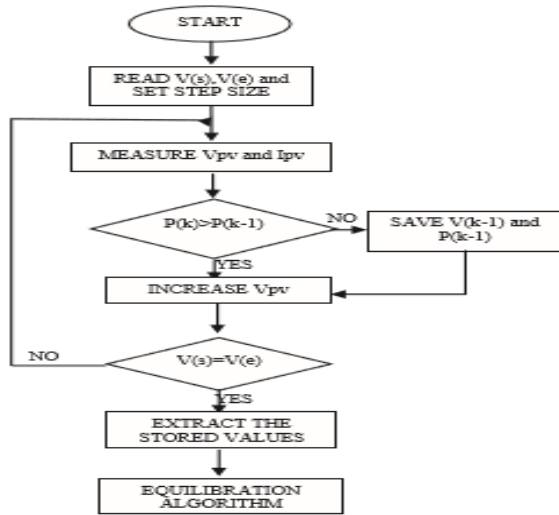 START
READ V(s),V(e) and
SET STEP SIZE
MEASURE Vpv and Ipv
P(k)>P(k-1)
NO
SAVE V(k-1) and
P(k-1)
YES
INCREASE Vpv
NO
V(s)=V(e)
YES
EXTRACT THE
STORED VALUES
EQUILIBRATION
ALGORITHM